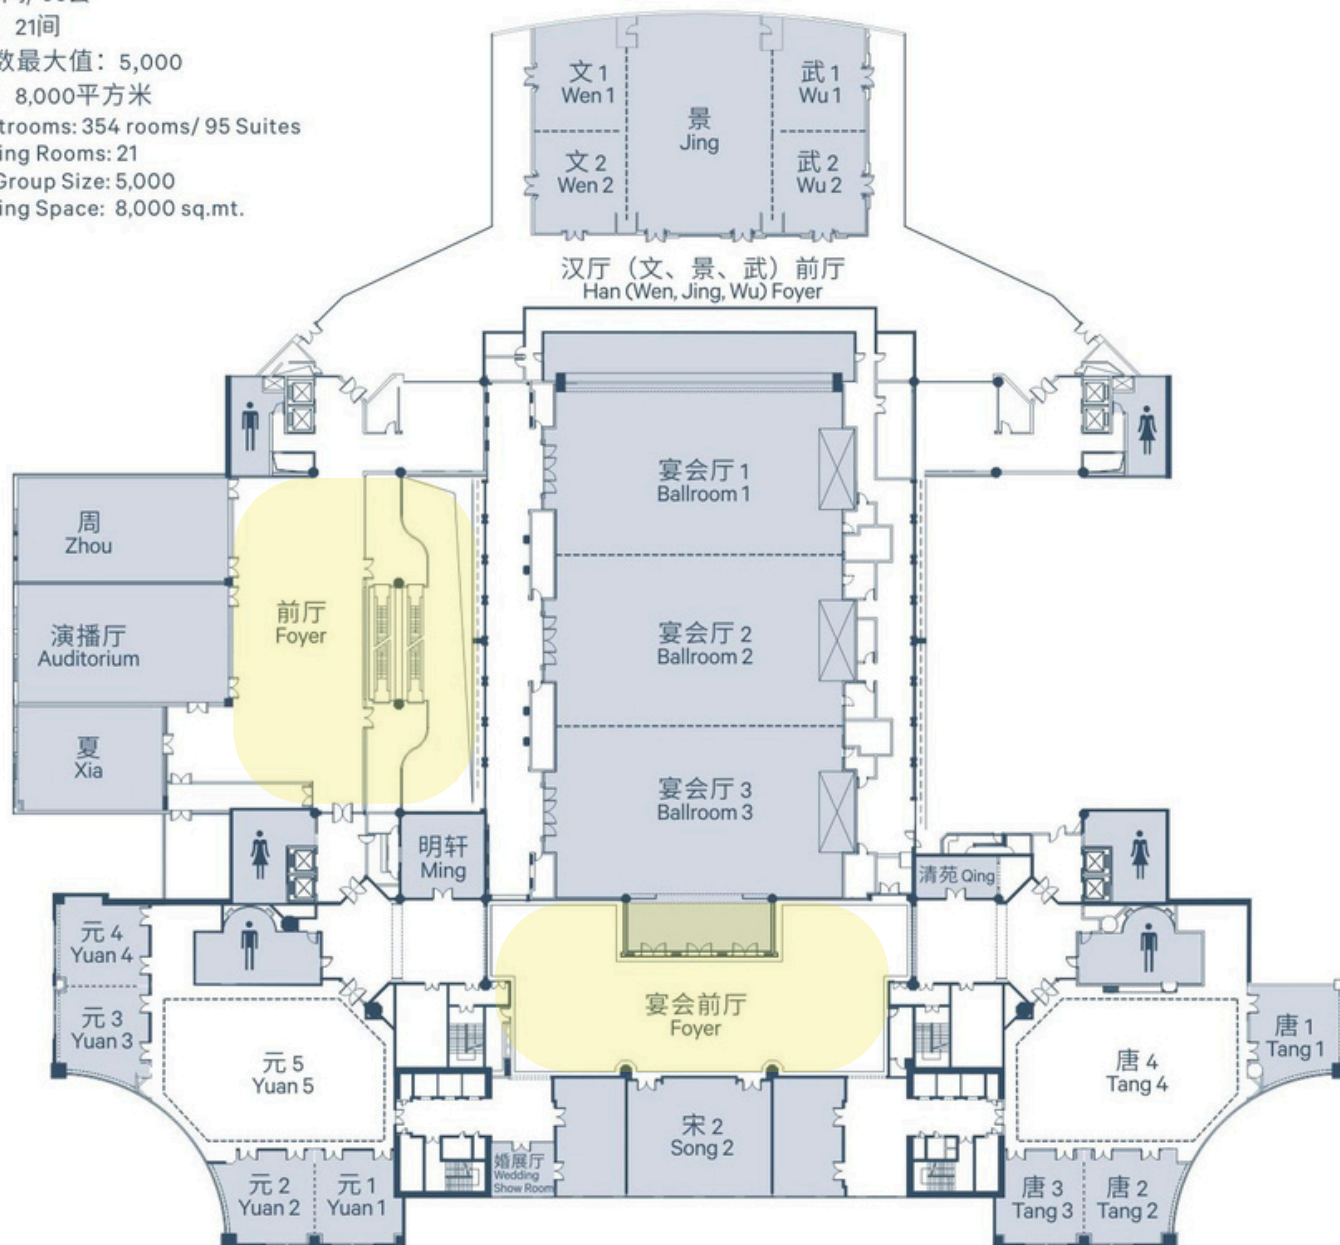 21间
数最大值：5,000
8,000平方米
trooms: 354 rooms/ 95 Suites
ing Rooms: 21
Group Size: 5,000
ing Space: 8,000 sq.mt.
文 1
Wen 1
景
Jing
武 1
Wu 1
文 2
Wen 2
武 2
Wu 2
汉厅（文、景、武）前厅
Han (Wen, Jing, Wu) Foyer
宴会厅 1
Ballroom 1
周
Zhou
前厅
Foyer
演播厅
Auditorium
宴会厅 2
Ballroom 2
夏
Xia
宴会厅 3
Ballroom 3
明轩
Ming
清苑 Qing
元 4
Yuan 4
元 3
Yuan 3
元 5
Yuan 5
宴会前厅
Foyer
唐 4
Tang 4
唐 1
Tang 1
宋 2
Song 2
婚展厅
Wedding
Show Room
元 2
Yuan 2
元 1
Yuan 1
唐 3
Tang 3
唐 2
Tang 2